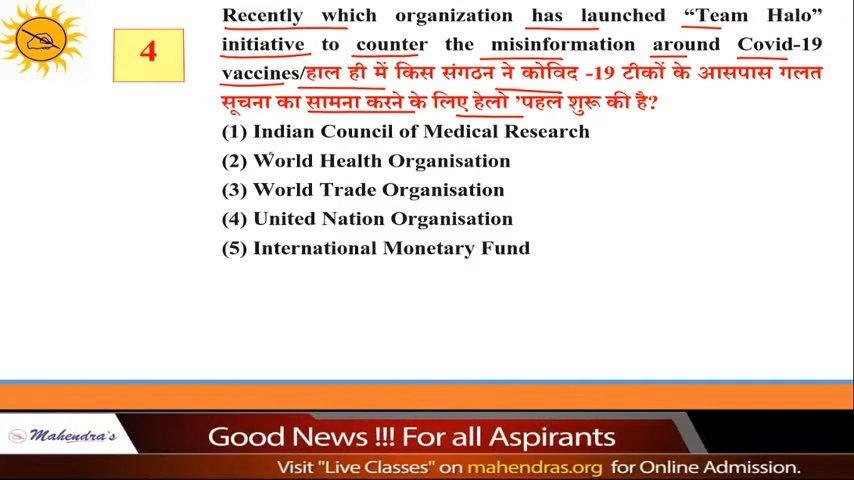 4
Recently which organization has launched “Team Halo”
initiative to counter the misinformation around Covid-19
vaccines/हाल ही में किस संगठन ने कोविद -19 टीकों के आसपास गलत
सूचना का सामना करने के लिए हेलो ’पहल शुरू की है?
(1) Indian Council of Medical Research
(2) World Health Organisation
(3) World Trade Organisation
(4) United Nation Organisation
(5) International Monetary Fund
Mahendra's
Good News !!! For all Aspirants
Visit "Live Classes" on mahendras.org for Online Admission.